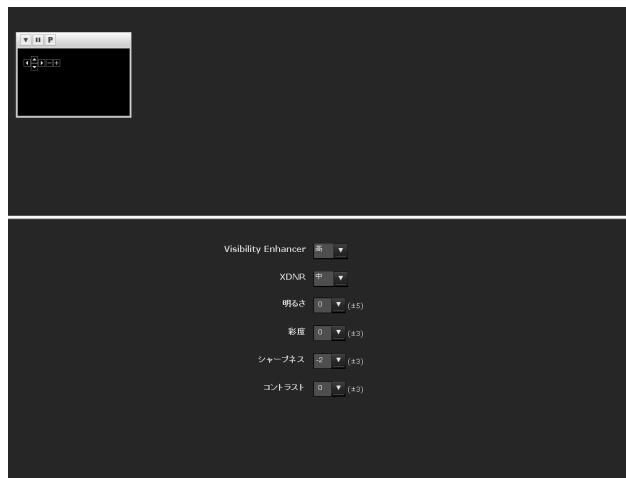 P
Visibility Enhancer 高
XDNR 中
明るさ 0 (±5)
彩度 0 (±3)
シャープネス -2 (±3)
コントラスト 0 (±3)